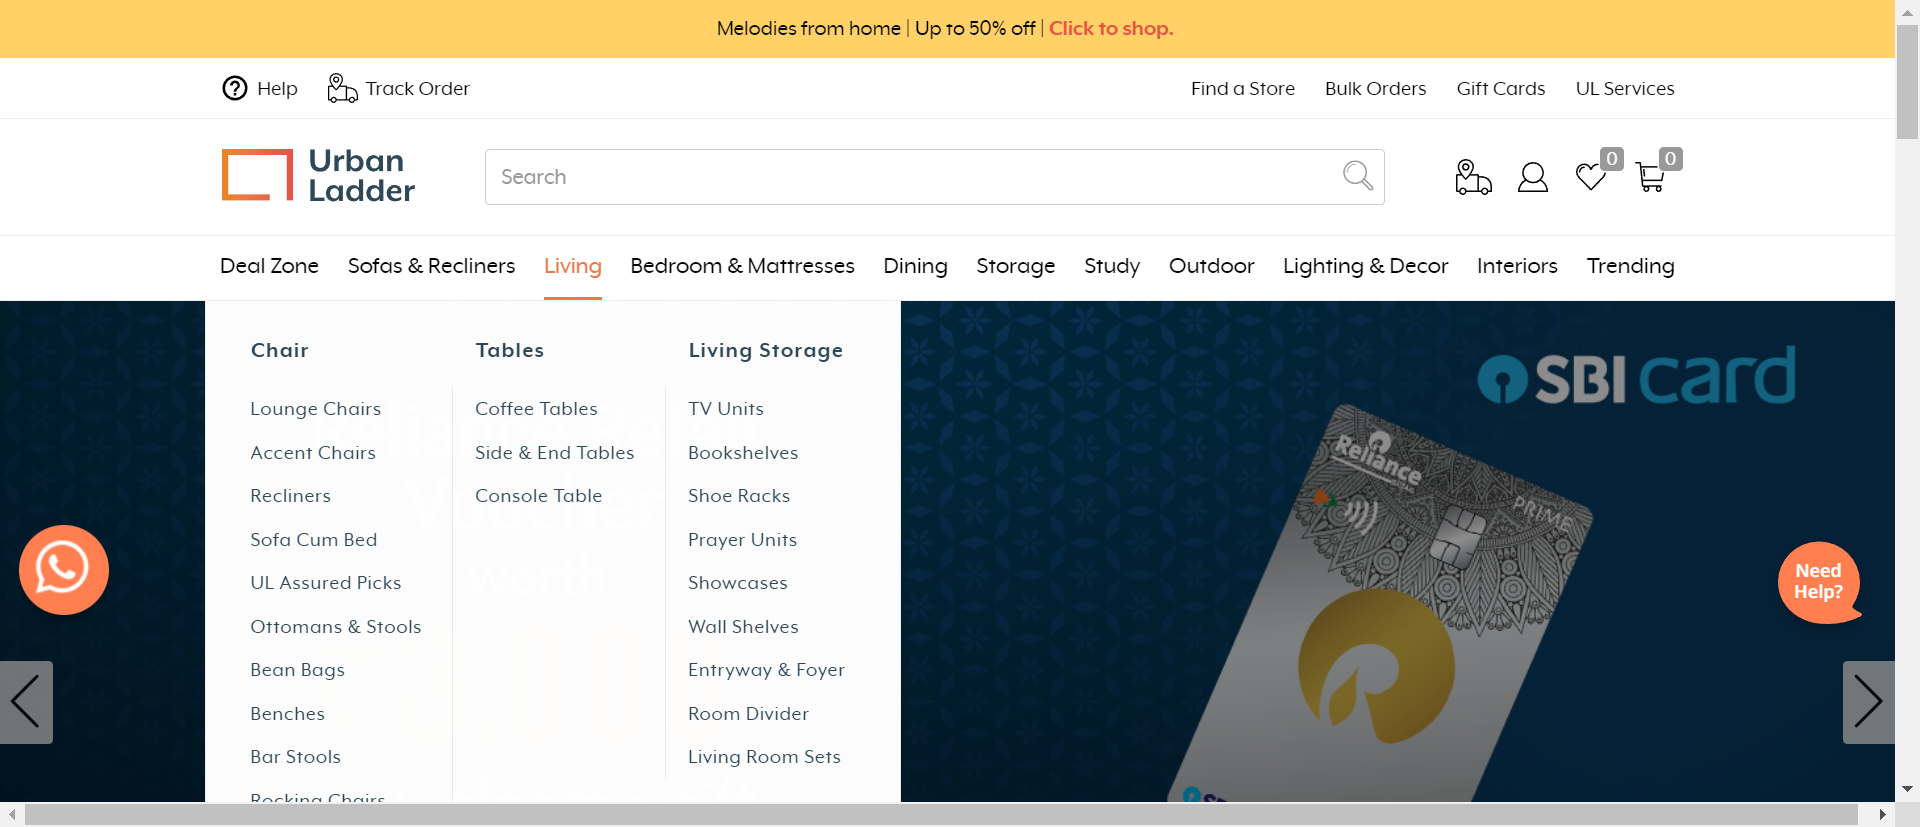 Melodies from home | Up to 50% off | Click to shop.
Help Track Order Find a Store Bulk Orders Gift Cards UL Services
Urban
Ladder
Search
0 0
Deal Zone Sofas & Recliners Living Bedroom & Mattresses Dining Storage Study Outdoor Lighting & Decor Interiors Trending
Chair
Lounge Chairs
Accent Chairs
Recliners
Sofa Cum Bed
UL Assured Picks
Ottomans & Stools
Bean Bags
Benches
Bar Stools
Rocking Chairs
Tables
Coffee Tables
Side & End Tables
Console Table
Living Storage
TV Units
Bookshelves
Shoe Racks
Prayer Units
Showcases
Wall Shelves
Entryway & Foyer
Room Divider
Living Room Sets
worth
SBI card
Reliance
PRIME
Need
Help?